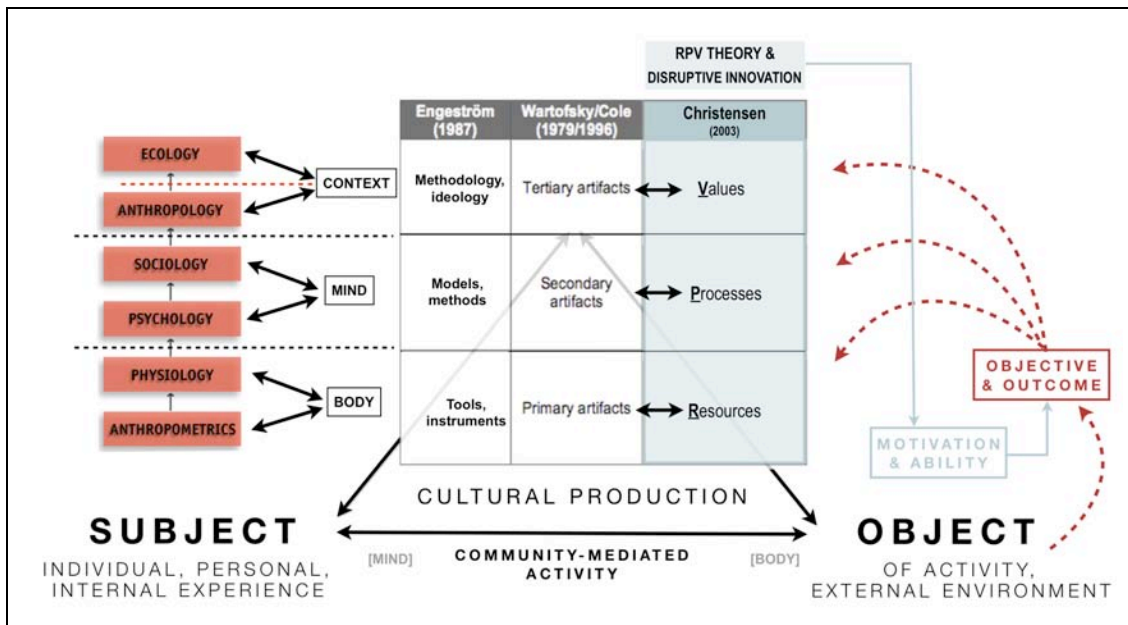 RPV THEORY &
DISRUPTIVE INNOVATION
Engeström
(1987)
Wartofsky/Cole
(1979/1996)
Christensen
(2003)
ECOLOGY
CONTEXT
ANTHROPOLOGY
Methodology,
ideology
Tertiary artifacts
Values
SOCIOLOGY
MIND
PSYCHOLOGY
Models,
methods
Secondary
artifacts
Processes
PHYSIOLOGY
BODY
ANTHROPOMETRICS
Tools,
instruments
Primary artifacts
Resources
OBJECTIVE
& OUTCOME
MOTIVATION
& ABILITY
CULTURAL PRODUCTION
SUBJECT
INDIVIDUAL, PERSONAL,
INTERNAL EXPERIENCE
[MIND]
COMMUNITY-MEDIATED
ACTIVITY
[BODY]
OBJECT
OF ACTIVITY,
EXTERNAL ENVIRONMENT